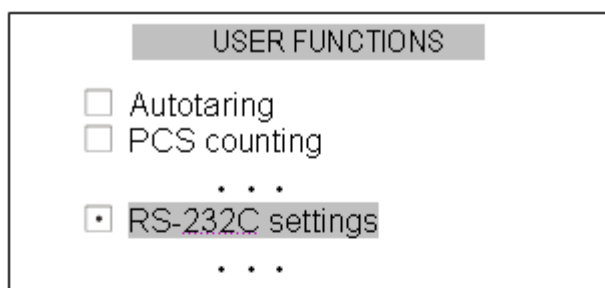 USER FUNCTIONS
Autotaring
PCS counting
. . .
RS-232C settings
. . .